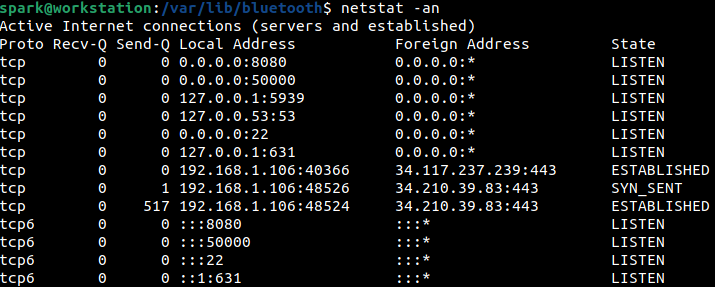 spark@workstation:/var/lib/bluetooth$ netstat -an
Active Internet connections (servers and established)
Proto Recv-Q Send-Q Local Address           Foreign Address         State
tcp        0      0 0.0.0.0:8080            0.0.0.0:*               LISTEN
tcp        0      0 0.0.0.0:50000           0.0.0.0:*               LISTEN
tcp        0      0 127.0.0.1:5939          0.0.0.0:*               LISTEN
tcp        0      0 127.0.0.53:53           0.0.0.0:*               LISTEN
tcp        0      0 0.0.0.0:22              0.0.0.0:*               LISTEN
tcp        0      0 127.0.0.1:631           0.0.0.0:*               LISTEN
tcp        0      0 192.168.1.106:40366     34.117.237.239:443      ESTABLISHED
tcp        0      1 192.168.1.106:48526     34.210.39.83:443        SYN_SENT
tcp        0    517 192.168.1.106:48524     34.210.39.83:443        ESTABLISHED
tcp6       0      0 :::8080                 :::*                    LISTEN
tcp6       0      0 :::50000                :::*                    LISTEN
tcp6       0      0 :::22                   :::*                    LISTEN
tcp6       0      0 ::1:631                 :::*                    LISTEN